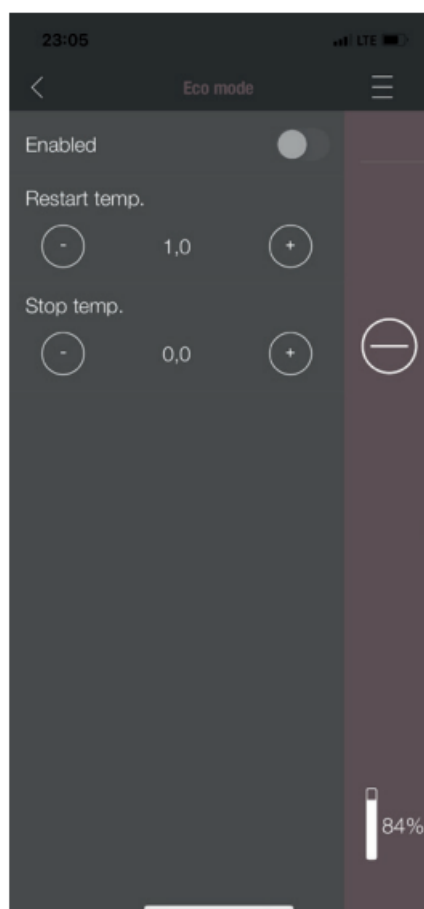 23:05 LTE
Eco mode
Enabled
Restart temp.
- 1,0 +
Stop temp.
- 0,0 +
84%